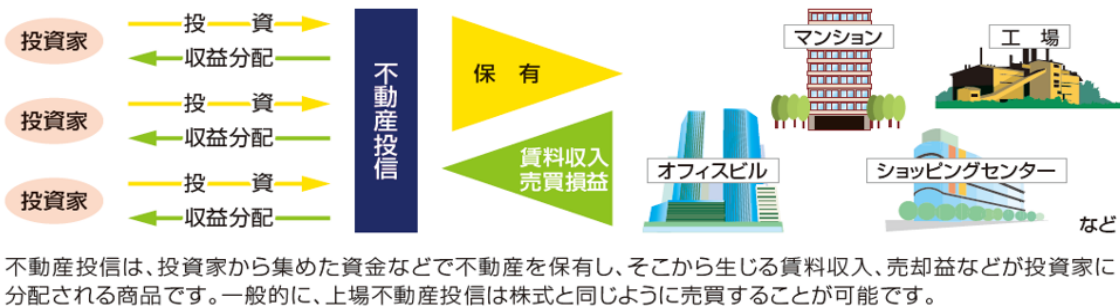 投資家
投資
収益分配
投資家
投資
収益分配
投資家
投資
収益分配
不動産投信
保有
賃料収入
売買損益
マンション
工場
オフィスビル
ショッピングセンター
など
不動産投信は、投資家から集めた資金などで不動産を保有し、そこから生じる賃料収入、売却益などが投資家に
分配される商品です。一般的に、上場不動産投信は株式と同じように売買することが可能です。